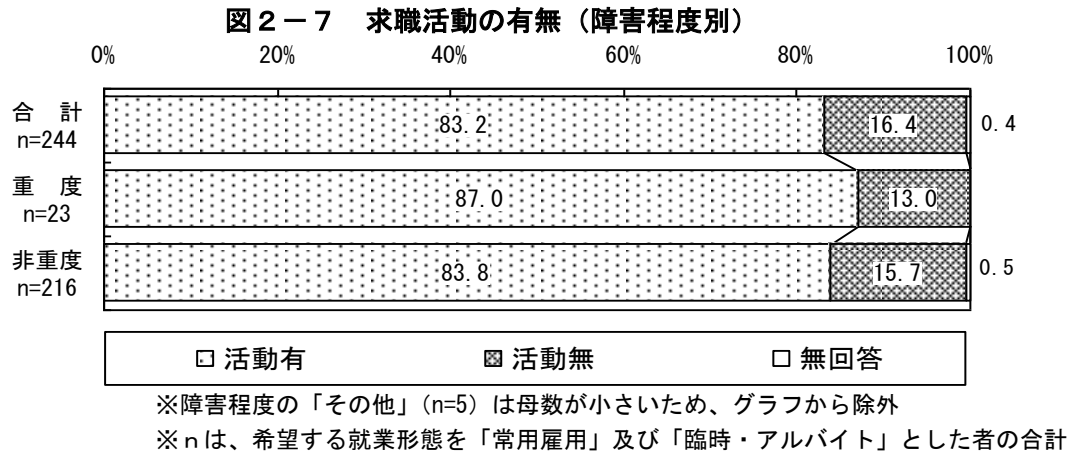 図２－７　求職活動の有無（障害程度別）
0% 20% 40% 60% 80% 100%
合　計
n=244
83.2 16.4 0.4
重　度
n=23
87.0 13.0
非重度
n=216
83.8 15.7 0.5
活動有 活動無 無回答
※障害程度の「その他」(n=5) は母数が小さいため、グラフから除外
※ｎは、希望する就業形態を「常用雇用」及び「臨時・アルバイト」とした者の合計